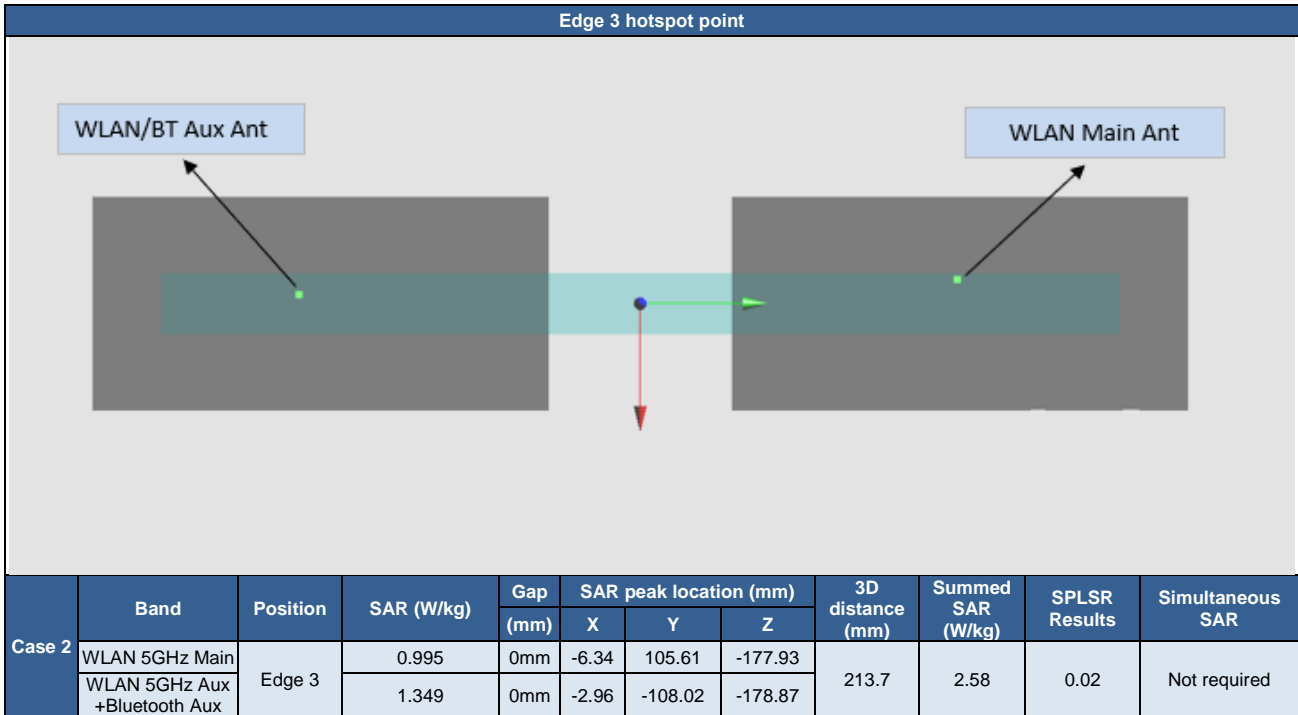 Edge 3 hotspot point
WLAN/BT Aux Ant
WLAN Main Ant
Case 2
Band
Position
SAR (W/kg)
Gap
(mm)
SAR peak location (mm)
X
Y
Z
3D
distance
(mm)
Summed
SAR
(W/kg)
SPLSR
Results
Simultaneous
SAR
WLAN 5GHz Main
Edge 3
0.995
0mm
-6.34
105.61
-177.93
213.7
2.58
0.02
Not required
WLAN 5GHz Aux
+Bluetooth Aux
1.349
0mm
-2.96
-108.02
-178.87